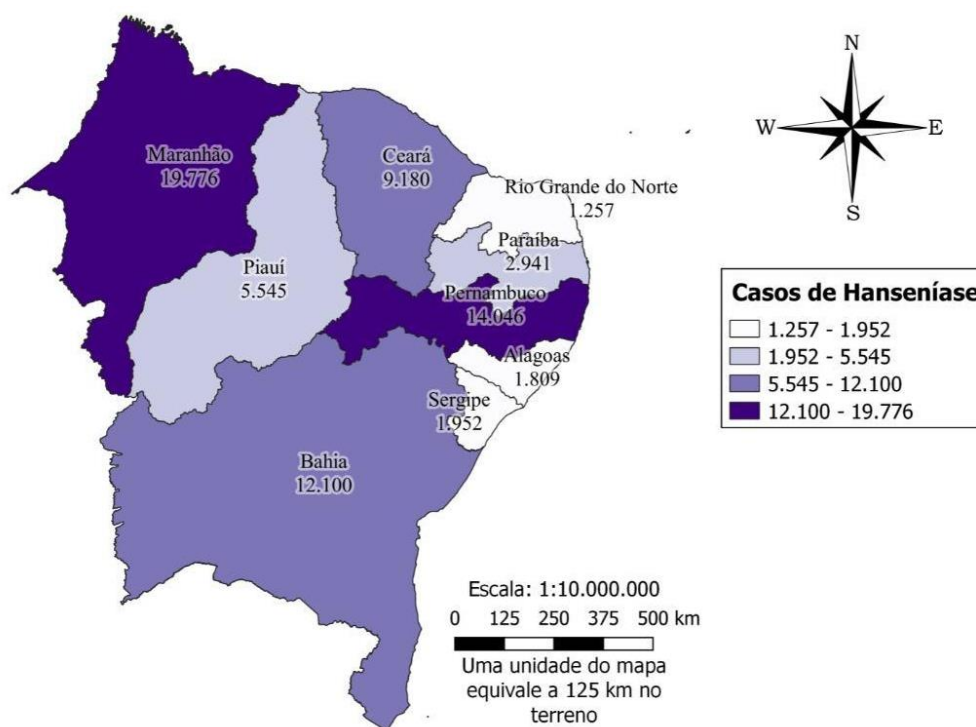 N
W
E
S
Maranhão
19.776
Ceará
9.180
Rio Grande do Norte
1.257
Paraíba
2.941
Piauí
5.545
Pernambuco
14.046
Alagoas
1.809
Sergipe
1.952
Bahia
12.100
Casos de Hanseníase
1.257 - 1.952
1.952 - 5.545
5.545 - 12.100
12.100 - 19.776
Escala: 1:10.000.000
0 125 250 375 500 km
Uma unidade do mapa
equivale a 125 km no
terreno